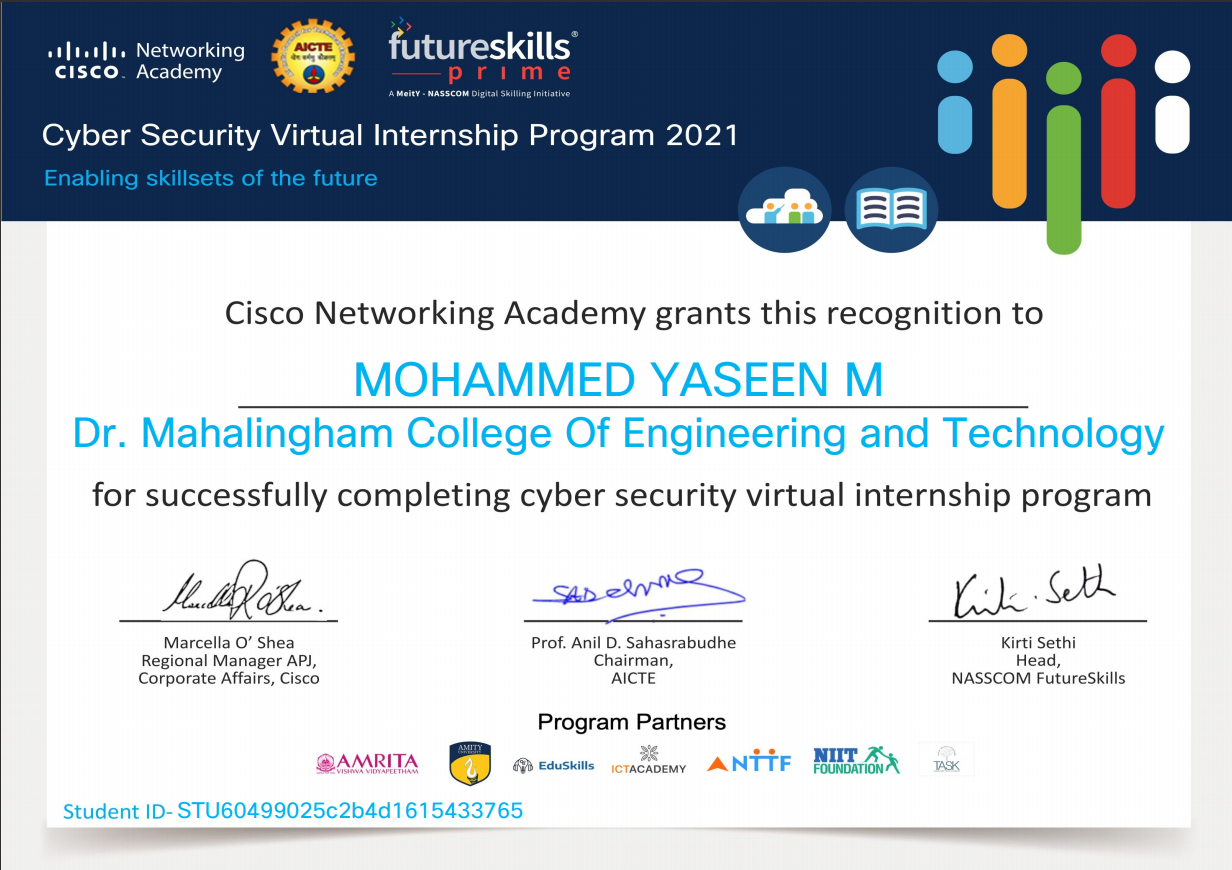 Networking
CISCO Academy
AICTE
futureskills®
prime
A MeitY - NASSCOM Digital Skilling Initiative
Cyber Security Virtual Internship Program 2021
Enabling skillsets of the future
Cisco Networking Academy grants this recognition to
MOHAMMED YASEEN M
Dr. Mahalingham College Of Engineering and Technology
for successfully completing cyber security virtual internship program
Kirti Seth
Marcella O' Shea
Regional Manager APJ,
Corporate Affairs, Cisco
Prof. Anil D. Sahasrabudhe
Chairman,
AICTE
Kirti Sethi
Head,
NASSCOM FutureSkills
Program Partners
AMRITA
VISHWA VIDYAPEETHAM
AMITY
UNIVERSITY
EduSkills
ICTACADEMY
NTTF
NIIT
FOUNDATION
TASK
Student ID- STU60499025c2b4d1615433765